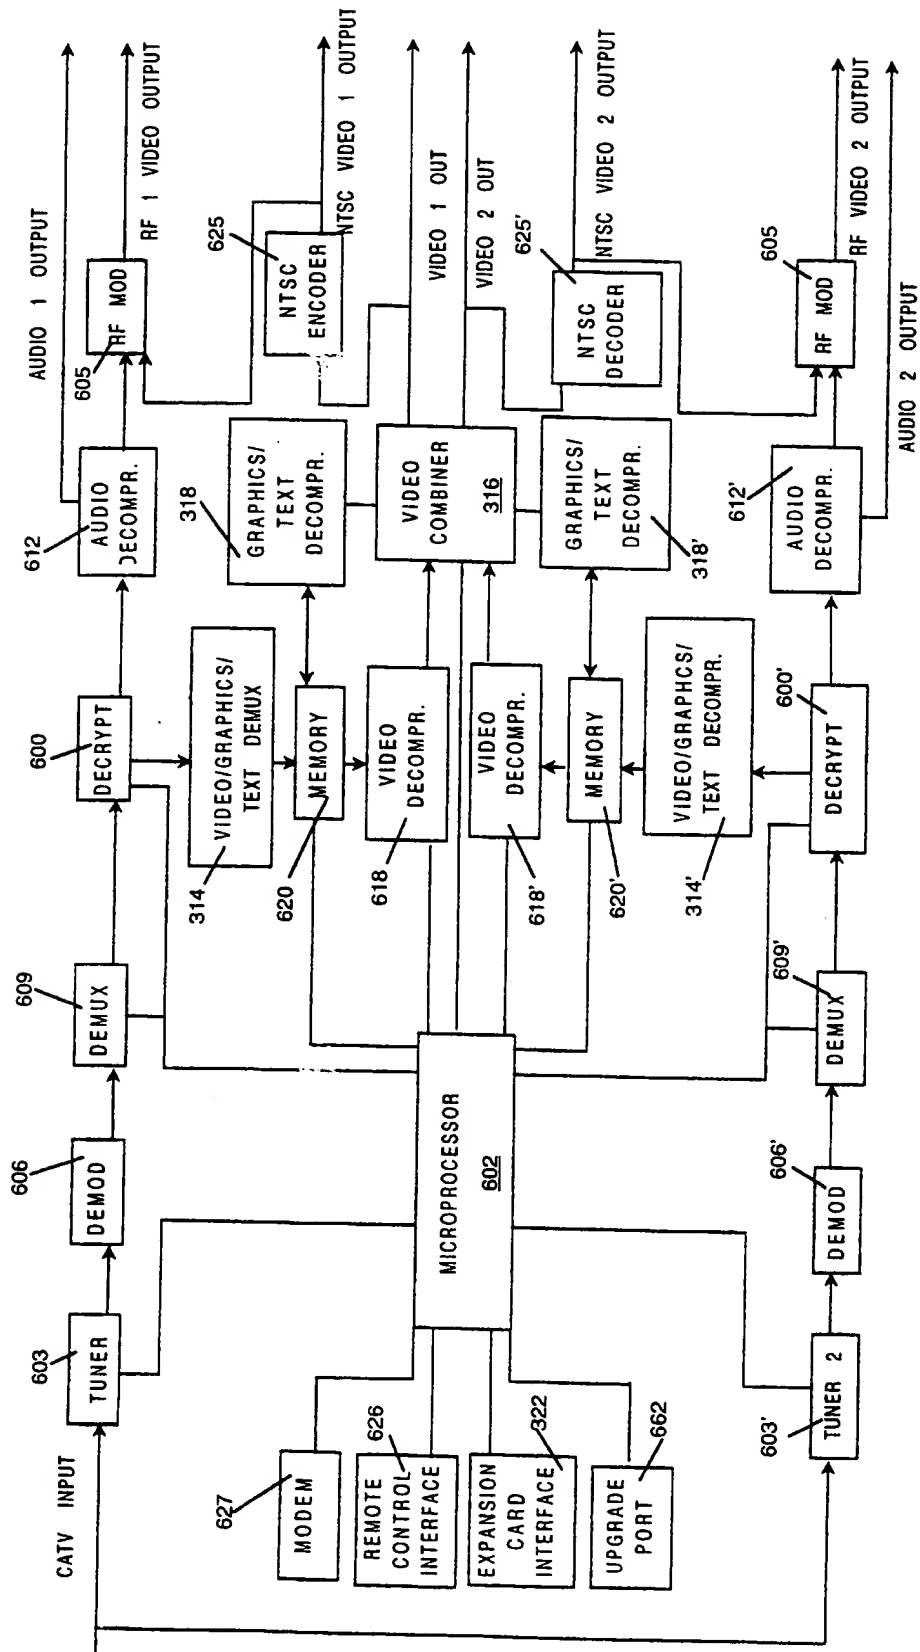 CATV INPUT
603
TUNER
606
DEMOD
609
DEMUX
600
DECRYPT
612
AUDIO
DECOMPR.
AUDIO 1 OUTPUT
605
RF MOD
RF 1 VIDEO OUTPUT
314
VIDEO/GRAPHICS/
TEXT DEMUX
318
GRAPHICS/
TEXT
DECOMPR.
625
NTSC
ENCODER
NTSC VIDEO 1 OUTPUT
620
MEMORY
618
VIDEO
DECOMPR.
VIDEO
COMBINER
316
VIDEO 1 OUT
VIDEO 2 OUT
627
MODEM
626
REMOTE
CONTROL
INTERFACE
322
EXPANSION
CARD
INTERFACE
662
UPGRADE
PORT
MICROPROCESSOR
602
VIDEO
DECOMPR.
618'
MEMORY
620'
GRAPHICS/
TEXT
DECOMPR.
318'
625'
NTSC
DECODER
NTSC VIDEO 2 OUTPUT
VIDEO/GRAPHCS/
TEXT DECOMPR.
314'
603'
TUNER 2
606'
DEMOD
609'
DEMUX
600'
DECRYPT
612'
AUDIO
DECOMPR.
605
RF MOD
RF VIDEO 2 OUTPUT
AUDIO 2 OUTPUT